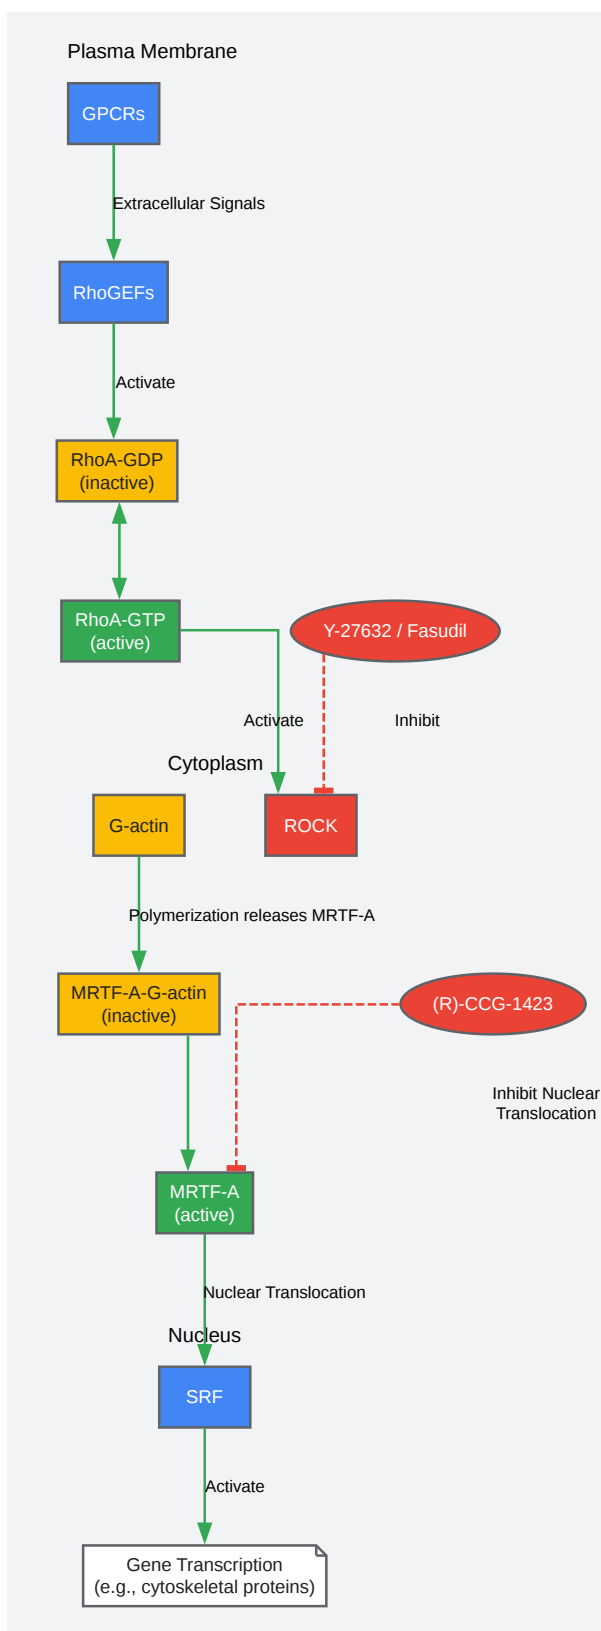 Plasma Membrane
GPCRs
Extracellular Signals
RhoGEFs
Activate
RhoA-GDP
(inactive)
RhoA-GTP
(active)
Y-27632 / Fasudil
Activate
Inhibit
Cytoplasm
G-actin
ROCK
Polymerization releases MRTF-A
MRTF-A-G-actin
(inactive)
(R)-CCG-1423
Inhibit Nuclear
Translocation
MRTF-A
(active)
Nuclear Translocation
Nucleus
SRF
Activate
Gene Transcription
(e.g., cytoskeletal proteins)